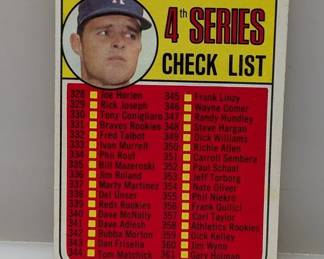 4th SERIES
CHECK LIST
328 Joe Horlen
329 Rick Joseph
330 Tony Conigliaro
331 Braves Rookies
332 Fred Talbot
333 Ivan Murrell
334 Phil Roof
335 Bill Mazeroski
336 Jim Roland
337 Marty Martinez
338 Del Unser
339 Reds Rookies
340 Dave McNally
341 Dave Adlesh
342 Bubba Morton
343 Dan Frisella
344 Tom Matchick
345 Frank Linzy
346 Wayne Comer
347 Randy Hundley
348 Steve Hargan
349 Dick Williams
350 Richie Allen
351 Carroll Sembera
352 Paul Schaal
353 Jeff Torborg
354 Nate Oliver
355 Phil Niekro
356 Frank Quilici
357 Carl Taylor
358 Athletics Rookies
359 Dick Kelley
360 Jim Wynn
361 Gary Holman